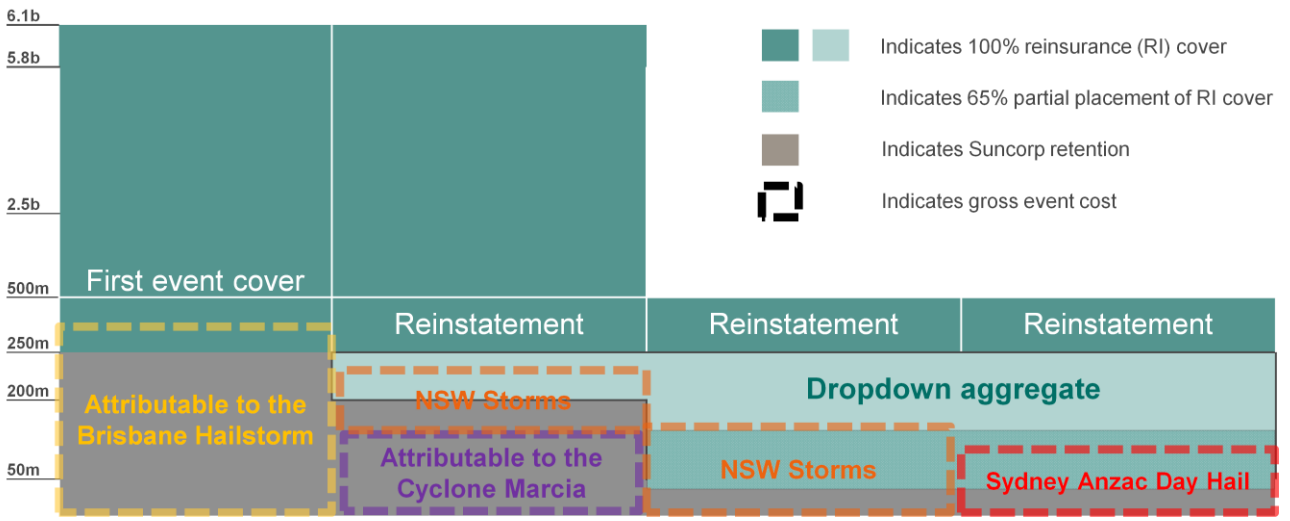 6.1b
5.8b
2.5b
500m
250m
200m
50m
Indicates 100% reinsurance (RI) cover
Indicates 65% partial placement of RI cover
Indicates Suncorp retention
Indicates gross event cost
First event cover
Reinstatement
Reinstatement
Reinstatement
Dropdown aggregate
Attributable to the
Brisbane Hailstorm
NSW Storms
Attributable to the
Cyclone Marcia
NSW Storms
Sydney Anzac Day Hail